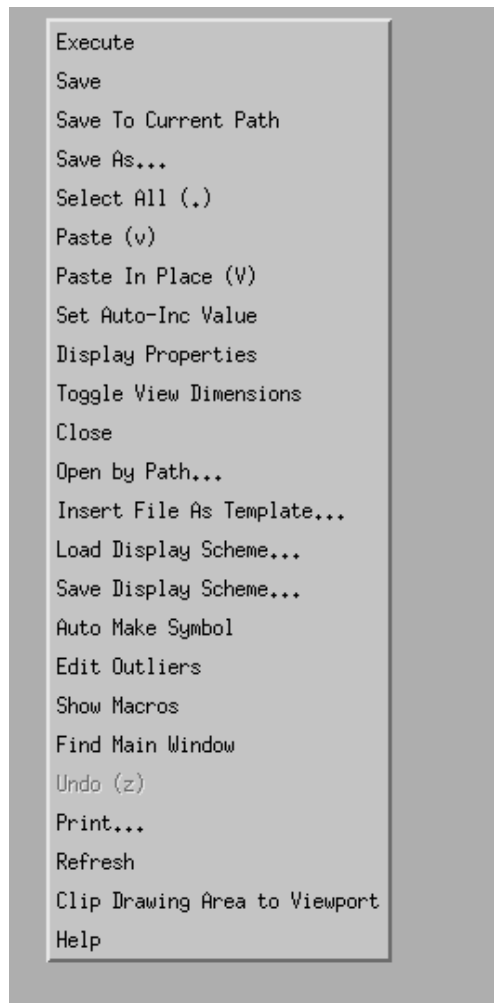 Execute
Save
Save To Current Path
Save As...
Select All (.)
Paste (v)
Paste In Place (V)
Set Auto-Inc Value
Display Properties
Toggle View Dimensions
Close
Open by Path...
Insert File As Template...
Load Display Scheme...
Save Display Scheme...
Auto Make Symbol
Edit Outliers
Show Macros
Find Main Window
Undo (z)
Print...
Refresh
Clip Drawing Area to Viewport
Help